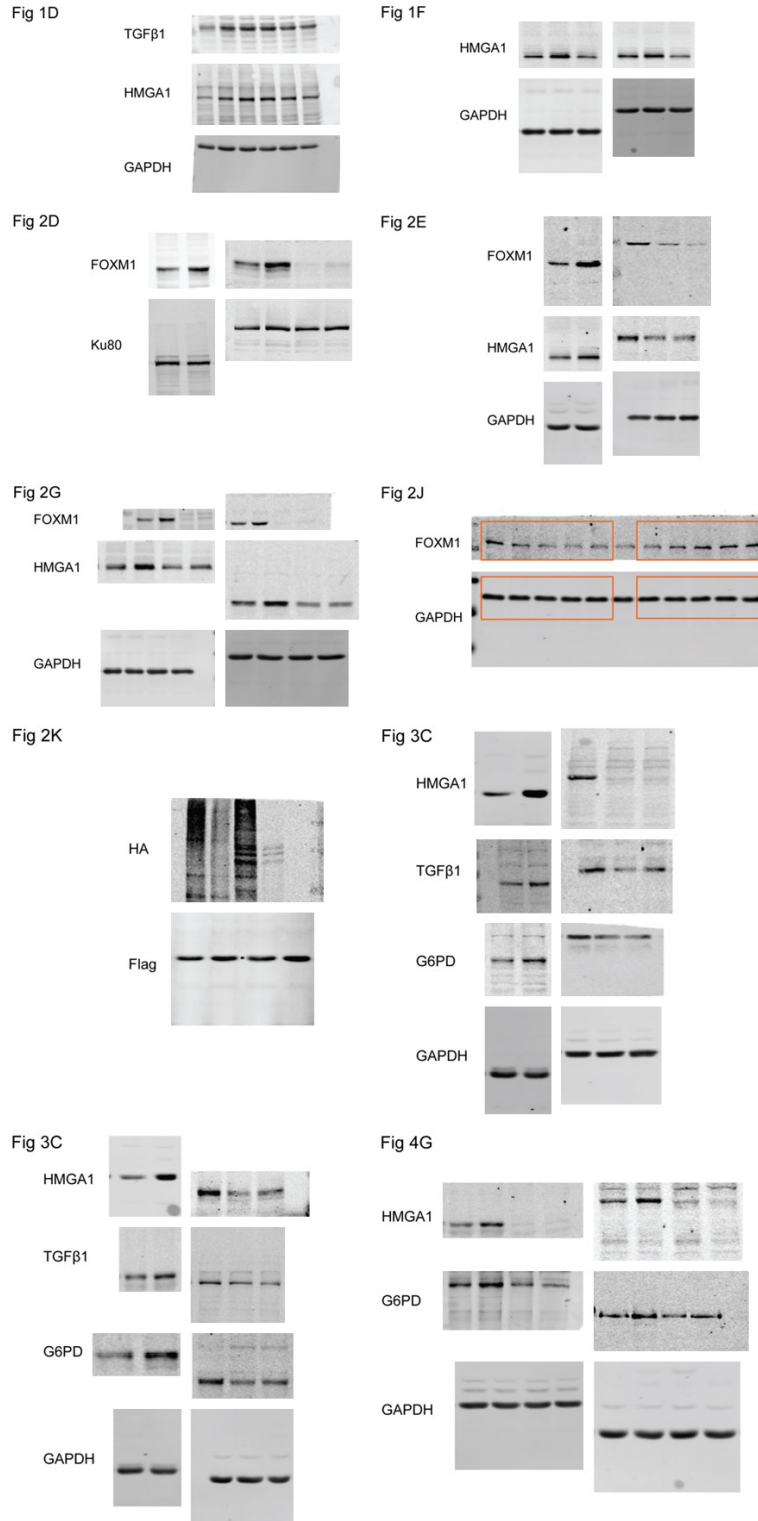 Fig 1D
TGFβ1
HMGA1
GAPDH
Fig 1F
HMGA1
GAPDH
Fig 2D
FOXM1
Ku80
Fig 2E
FOXM1
HMGA1
GAPDH
Fig 2G
FOXM1
HMGA1
GAPDH
Fig 2J
FOXM1
GAPDH
Fig 2K
HA
Flag
Fig 3C
HMGA1
TGFβ1
G6PD
GAPDH
Fig 3C
HMGA1
TGFβ1
G6PD
GAPDH
Fig 4G
HMGA1
G6PD
GAPDH